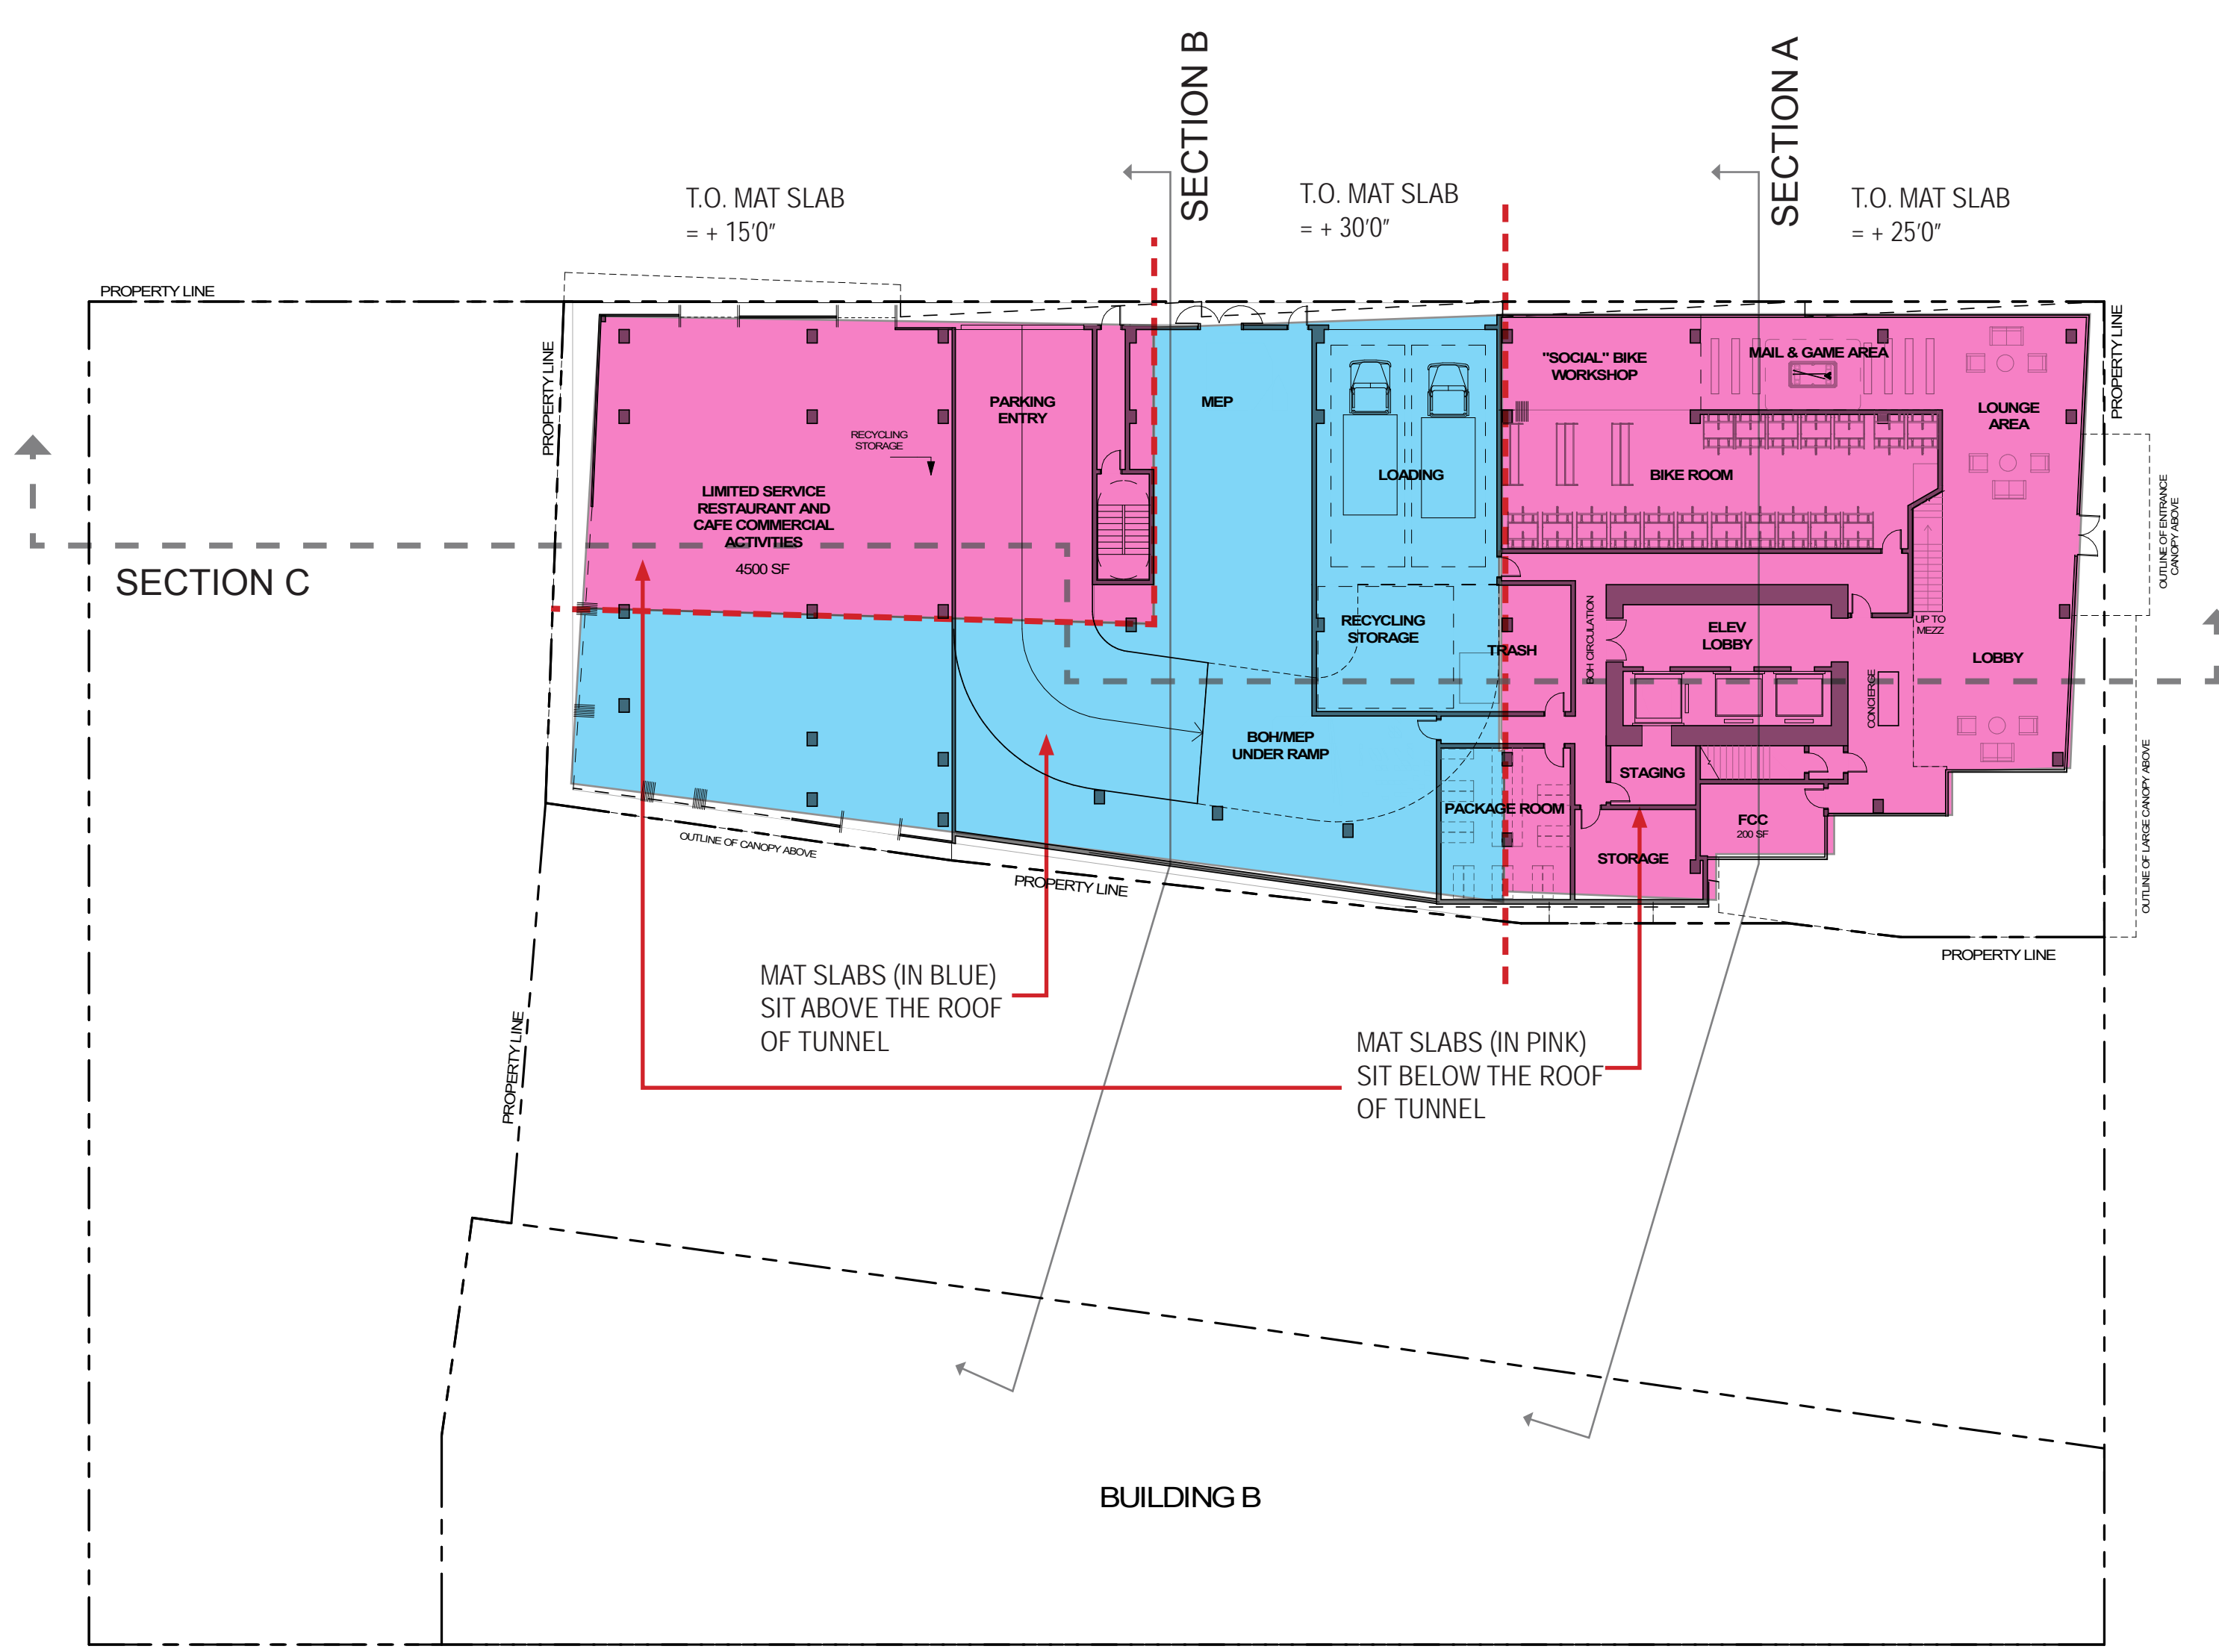 SECTION B
SECTION A
T.O. MAT SLAB
= + 15'0"
T.O. MAT SLAB
= + 30'0"
T.O. MAT SLAB
= + 25'0"
PROPERTY LINE
PROPERTY LINE
PROPERTY LINE
"SOCIAL" BIKE
WORKSHOP
MAIL & GAME AREA
PARKING
ENTRY
MEP
LOUNGE
AREA
RECYCLING
STORAGE
LOADING
BIKE ROOM
LIMITED SERVICE
RESTAURANT AND
CAFE COMMERCIAL
ACTIVITIES
4500 SF
OUTLINE OF ENTRANCE
CANOPY ABOVE
SECTION C
RECYCLING
STORAGE
TRASH
BOH CIRCULATION
ELEV
LOBBY
UP TO
MEZZ
LOBBY
CONCIERGE
BOH/MEP
UNDER RAMP
STAGING
PACKAGE ROOM
FCC
200 SF
STORAGE
OUTLINE OF LARGE CANOPY ABOVE
OUTLINE OF CANOPY ABOVE
PROPERTY LINE
PROPERTY LINE
MAT SLABS (IN BLUE)
SIT ABOVE THE ROOF
OF TUNNEL
MAT SLABS (IN PINK)
SIT BELOW THE ROOF
OF TUNNEL
PROPERTY LINE
BUILDING B